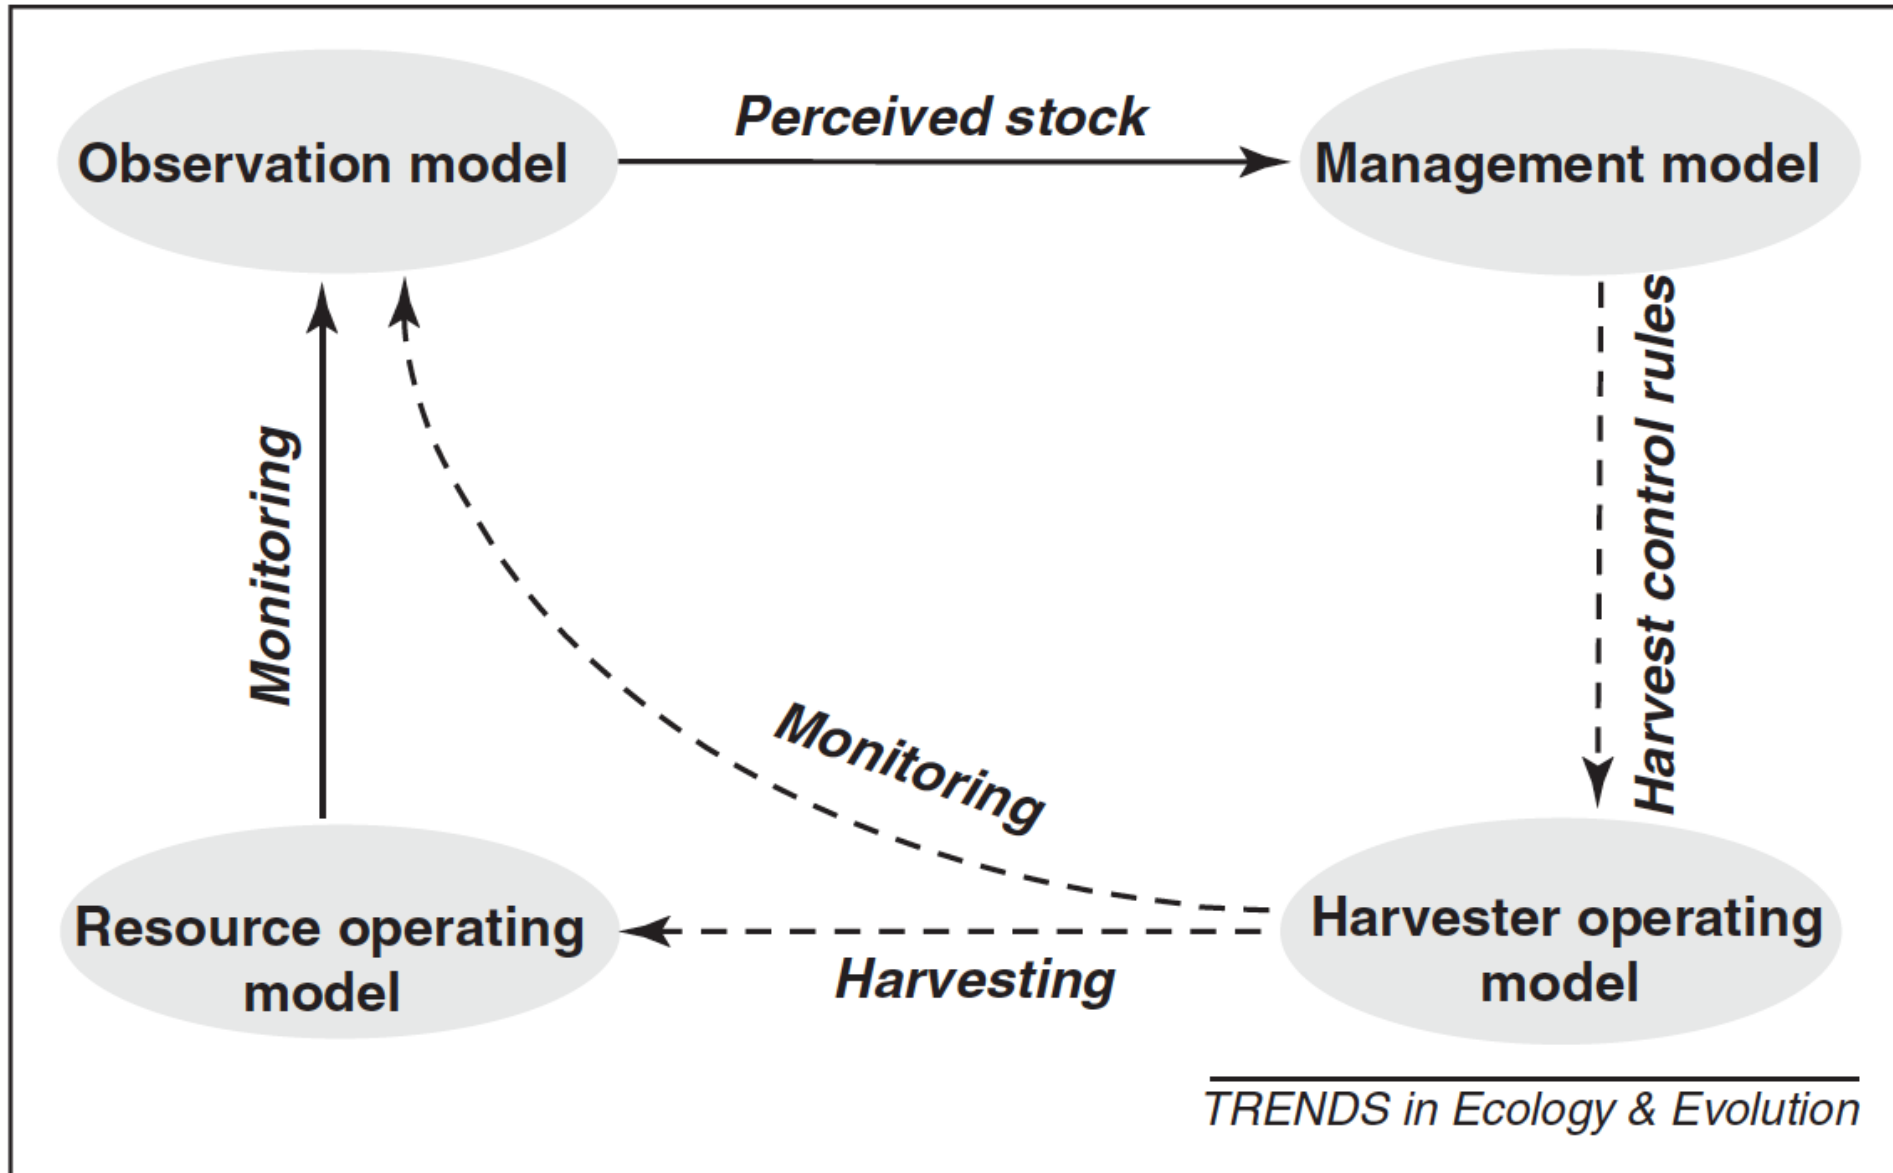 Perceived stock
Observation model
Management model
Harvest control rules
Monitoring
Monitoring
Resource operating
model
Harvesting
Harvester operating
model
TRENDS in Ecology & Evolution